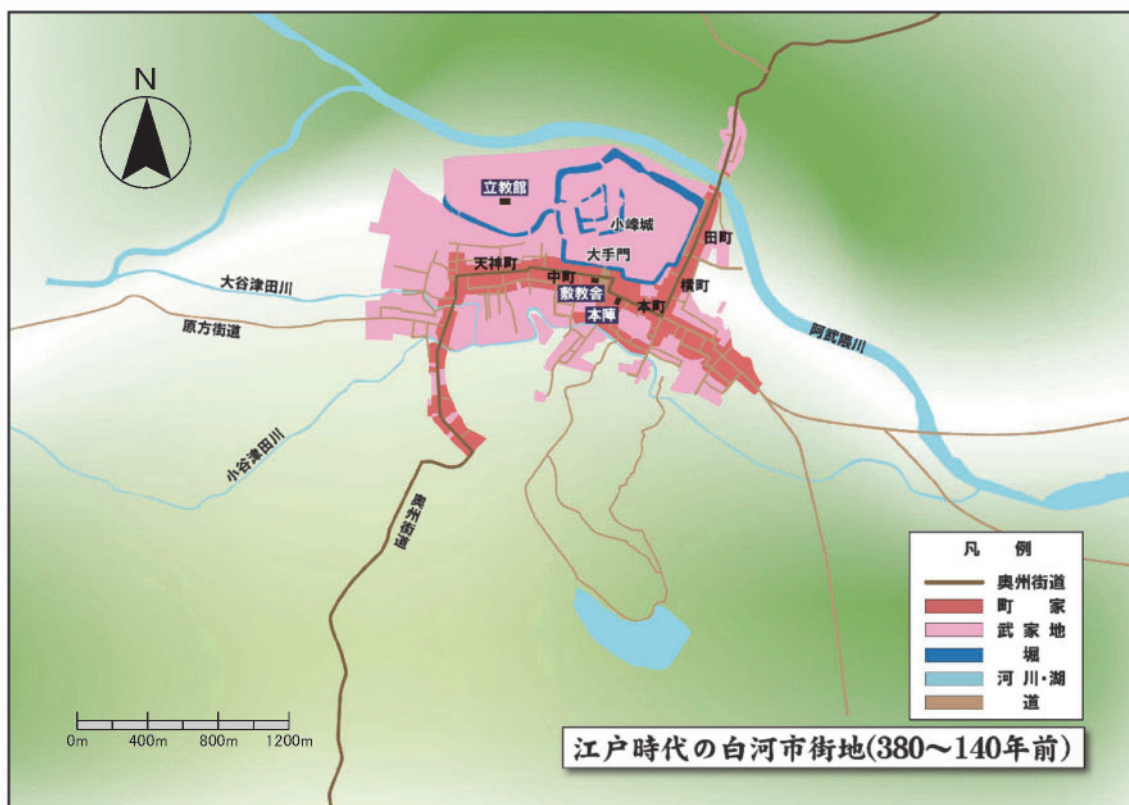 N
立教館
小峰城
大手門
田町
天神町
中町
横町
敷教舎
本町
本陣
大谷津田川
原方街道
阿武隈川
小谷津田川
奥州街道
凡 例
奥州街道
町 家
武 家 地
堀
河 川・湖
道
0m 400m 800m 1200m
江戸時代の白河市街地(380～140年前)